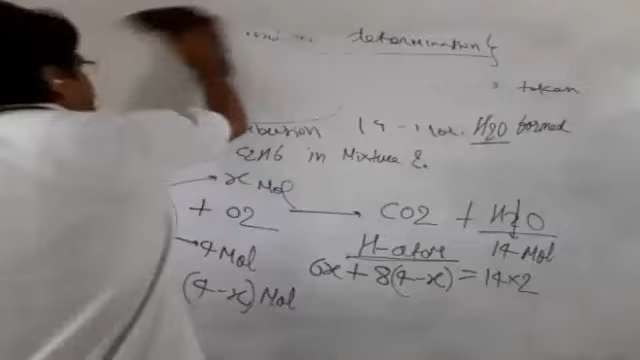 determination
taken
14 - Mol. H2O formed
C2H6 in Mixture &.
x Mol
+ O2 → CO2 + H2O
4 Mol H-atom 14-Mol
6x + 8(4-x) = 14×2
(4-x) Mol